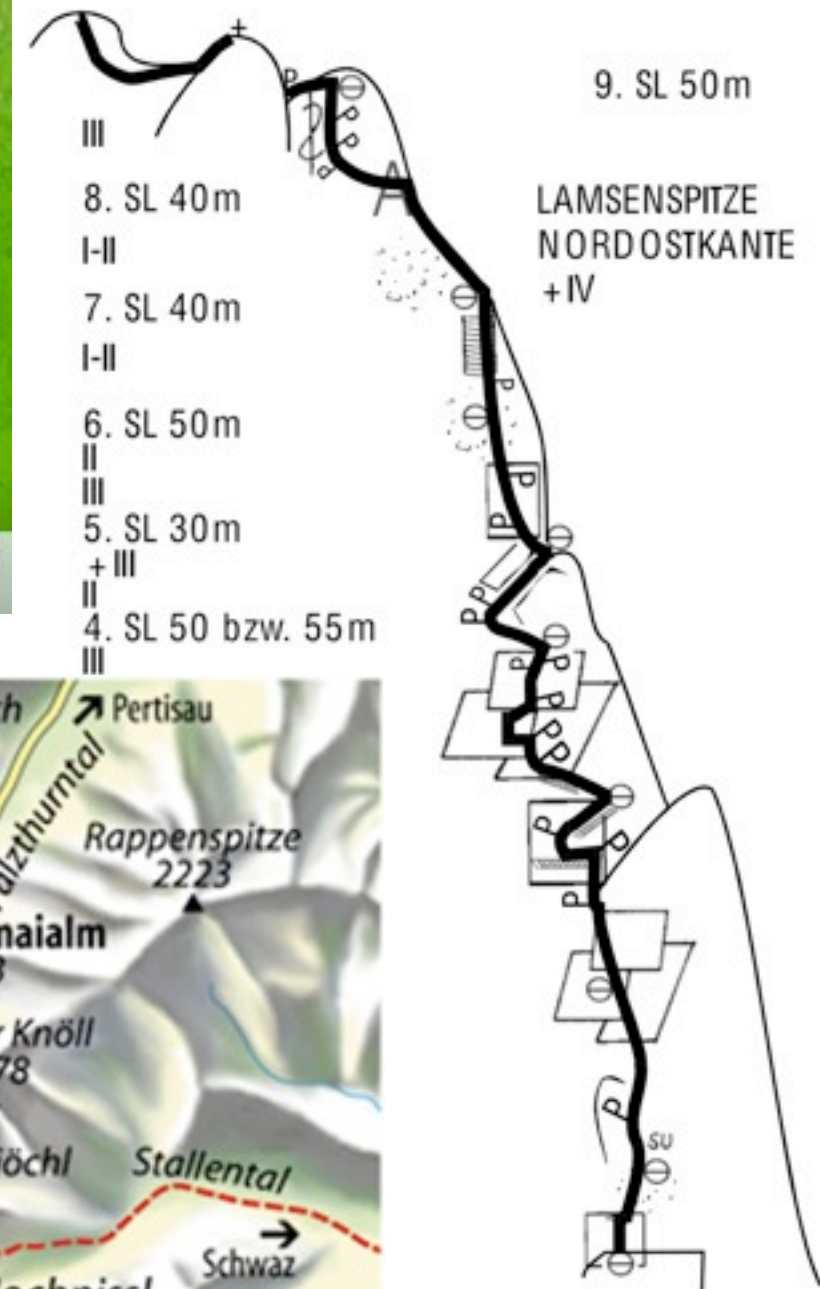 9. SL 50m
LAMSENSPITZE
NORDOSTKANTE
+ IV
III
8. SL 40m
I-II
7. SL 40m
I-II
6. SL 50m
II
III
5. SL 30m
+ III
II
4. SL 50 bzw. 55m
III
P
P
P
P
A
P
P
P
P
P
P
P
P
P
P
P
P
P
P
SU
Pertisau
Rappenspitze
2223
Stallental
Schwaz